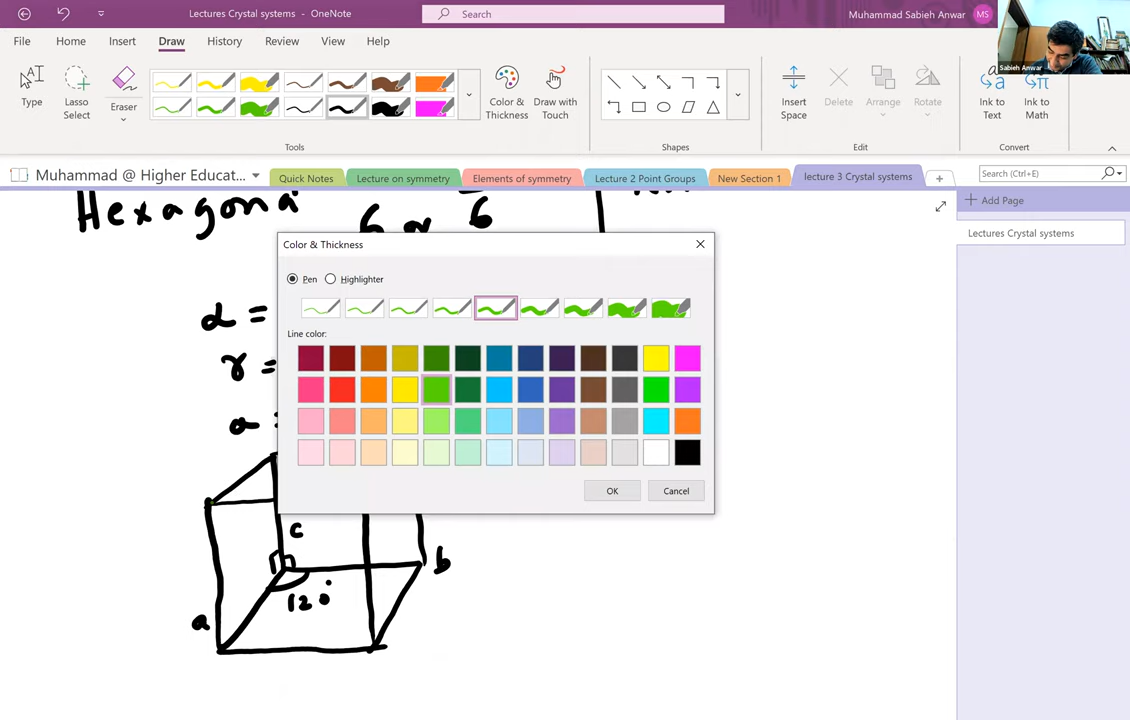 Lectures Crystal systems - OneNote
Search
Muhammad Sabieh Anwar
MS
File Home Insert Draw History Review View Help
Sabieh Anwar
Type
Lasso Select
Eraser
Color & Thickness
Draw with Touch
Insert Space
Delete
Arrange
Rotate
Ink to Text
Ink to Math
Tools
Shapes
Edit
Convert
Muhammad @ Higher Educat...
Quick Notes
Lecture on symmetry
Elements of symmetry
Lecture 2 Point Groups
New Section 1
lecture 3 Crystal systems
Search (Ctrl+E)
Add Page
Lectures Crystal systems
Hexagona
6 or 6
Color & Thickness
Pen Highlighter
Line color:
OK Cancel
α =
γ =
a
c
b
120°
a